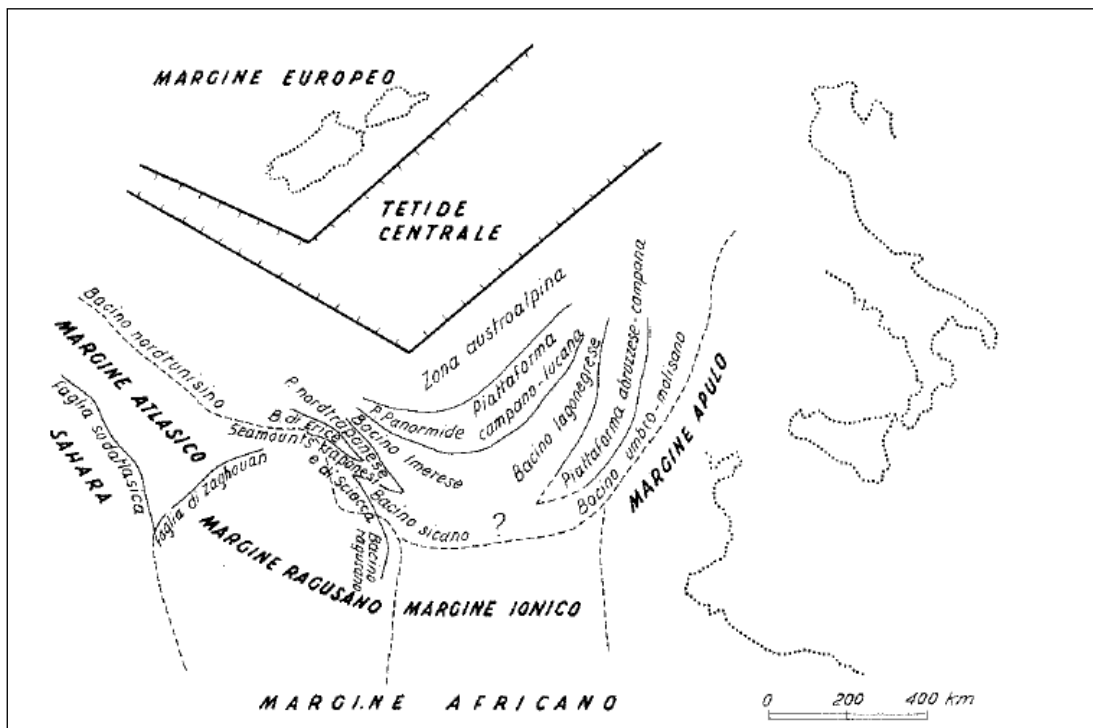 MARGINE EUROPEO
TETIDE
CENTRALE
Zona austroalpina
Bacino nordtunisino
MARGINE ATLASICO
Faglia sudatlasica
SAHARA
Faglia di Zaghouan
Seamounts trapanesi
e di Sciacca
B. di Erice
P. nordtrapanese
Bacino Imerese
P. Panormide
Piattaforma
campano-lucana
Bacino lagonegrese
Piattaforma abruzzese-campana
Bacino umbro-molisano
MARGINE APULO
Bacino sicano
?
Bacino
ragusano
MARGINE RAGUSANO
MARGINE IONICO
MARGINE AFRICANO
0 200 400 km